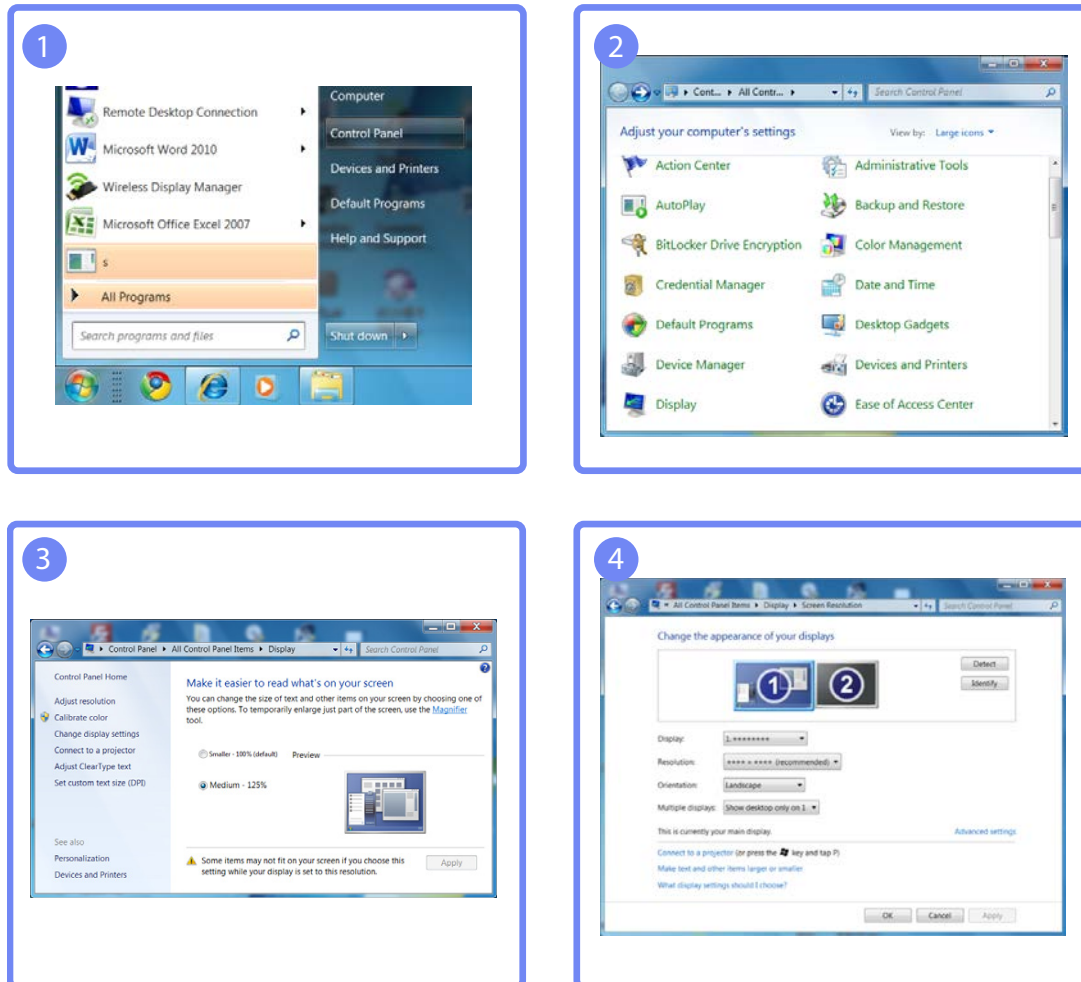 1
Remote Desktop Connection
Microsoft Word 2010
Wireless Display Manager
Microsoft Office Excel 2007
s
All Programs
Search programs and files
Computer
Control Panel
Devices and Printers
Default Programs
Help and Support
Shut down
2
Cont... All Contr...
Search Control Panel
Adjust your computer's settings
View by: Large icons
Action Center
Administrative Tools
AutoPlay
Backup and Restore
BitLocker Drive Encryption
Color Management
Credential Manager
Date and Time
Default Programs
Desktop Gadgets
Device Manager
Devices and Printers
Display
Ease of Access Center
3
Control Panel All Control Panel Items Display
Search Control Panel
Control Panel Home
Adjust resolution
Calibrate color
Change display settings
Connect to a projector
Adjust ClearType text
Set custom text size (DPI)
See also
Personalization
Devices and Printers
Make it easier to read what's on your screen
You can change the size of text and other items on your screen by choosing one of
these options. To temporarily enlarge just part of the screen, use the Magnifier
tool.
Smaller - 100% (default) Preview
Medium - 125%
Some items may not fit on your screen if you choose this
setting while your display is set to this resolution.
Apply
4
All Control Panel Items Display Screen Resolution
Search Control Panel
Change the appearance of your displays
1 2
Detect
Identify
Display: 1.********
Resolution: **** × **** (recommended)
Orientation: Landscape
Multiple displays: Show desktop only on 1
This is currently your main display.
Advanced settings
Connect to a projector (or press the key and tap P)
Make text and other items larger or smaller
What display settings should I choose?
OK Cancel Apply